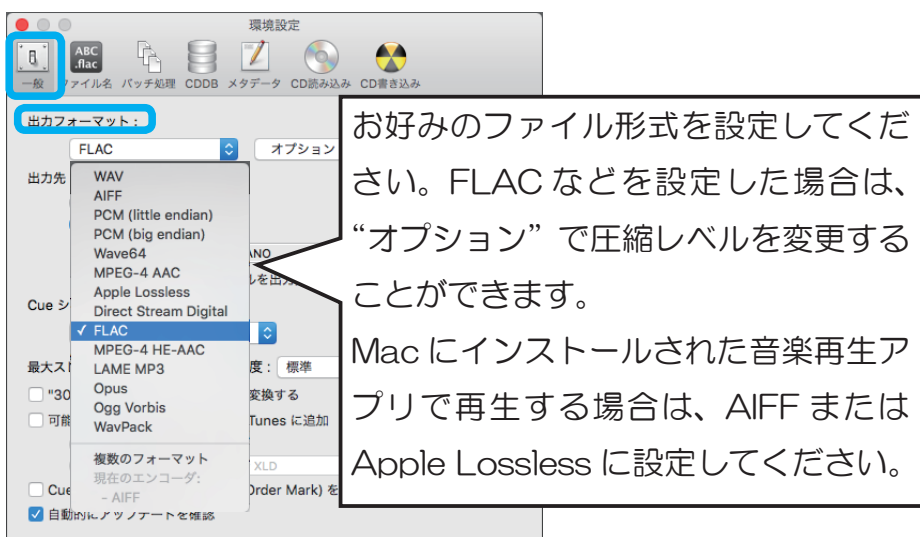 環境設定
ABC
.flac
一般 ファイル名 バッチ処理 CDDB メタデータ CD読み込み CD書き込み
出力フォーマット：
FLAC オプション
出力先
WAV
AIFF
PCM (little endian)
PCM (big endian)
Wave64
MPEG-4 AAC
Apple Lossless
Direct Stream Digital
✓ FLAC
MPEG-4 HE-AAC
LAME MP3
Opus
Ogg Vorbis
WavPack
複数のフォーマット
現在のエンコーダ:
- AIFF
Cue
最大ス
度： 標準
"30 変換する
可能 Tunes に追加
XLD
Cue Order Mark) を
自動的にアップデートを確認
お好みのファイル形式を設定してくだ
さい。FLAC などを設定した場合は、
“オプション” で圧縮レベルを変更する
ことができます。
Mac にインストールされた音楽再生ア
プリで再生する場合は、AIFF または
Apple Lossless に設定してください。